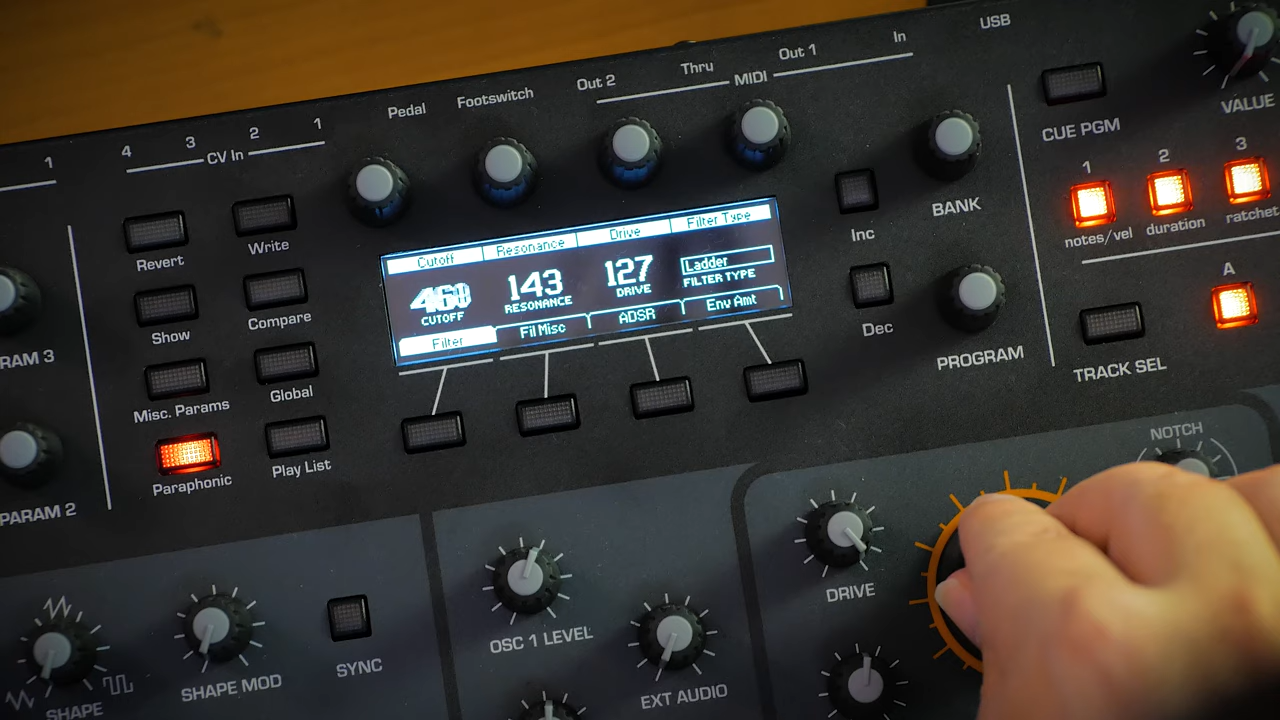 USB
Out 1
In
Thru
MIDI
Out 2
Footswitch
Pedal
1
2
3
4
CV In
1
VALUE
CUE PGM
1
2
3
notes/vel
duration
ratchet
A
TRACK SEL
BANK
Inc
Dec
PROGRAM
Revert
Write
Show
Compare
Misc. Params
Global
Paraphonic
Play List
RAM 3
PARAM 2
Cutoff
Resonance
Drive
Filter Type
143
127
Ladder
CUTOFF
RESONANCE
DRIVE
FILTER TYPE
Filter
Fil Misc
ADSR
Env Amt
NOTCH
DRIVE
OSC 1 LEVEL
EXT AUDIO
SYNC
SHAPE MOD
SHAPE